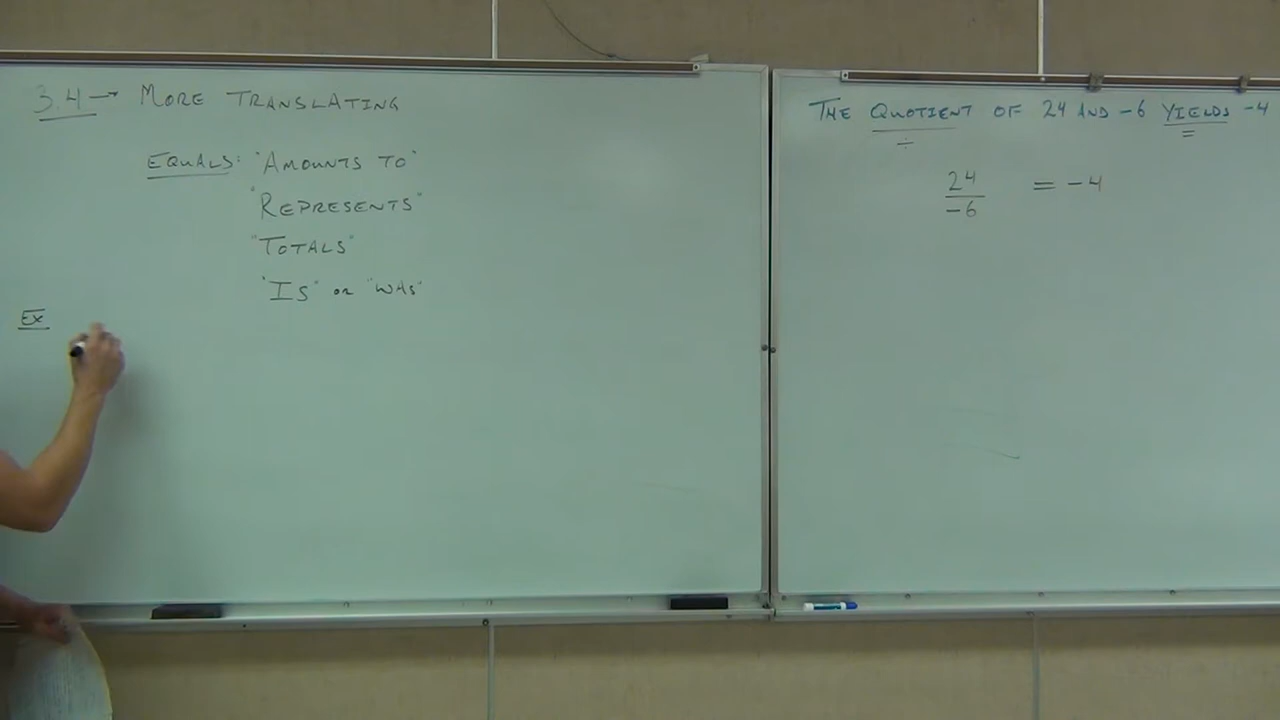 3.4 → MORE TRANSLATING
EQUALS: "AMOUNTS TO"
"REPRESENTS"
"TOTALS"
"IS" OR "WAS"
EX
THE QUOTIENT OF 24 AND -6 YIELDS -4
÷ =
24
-6
= -4